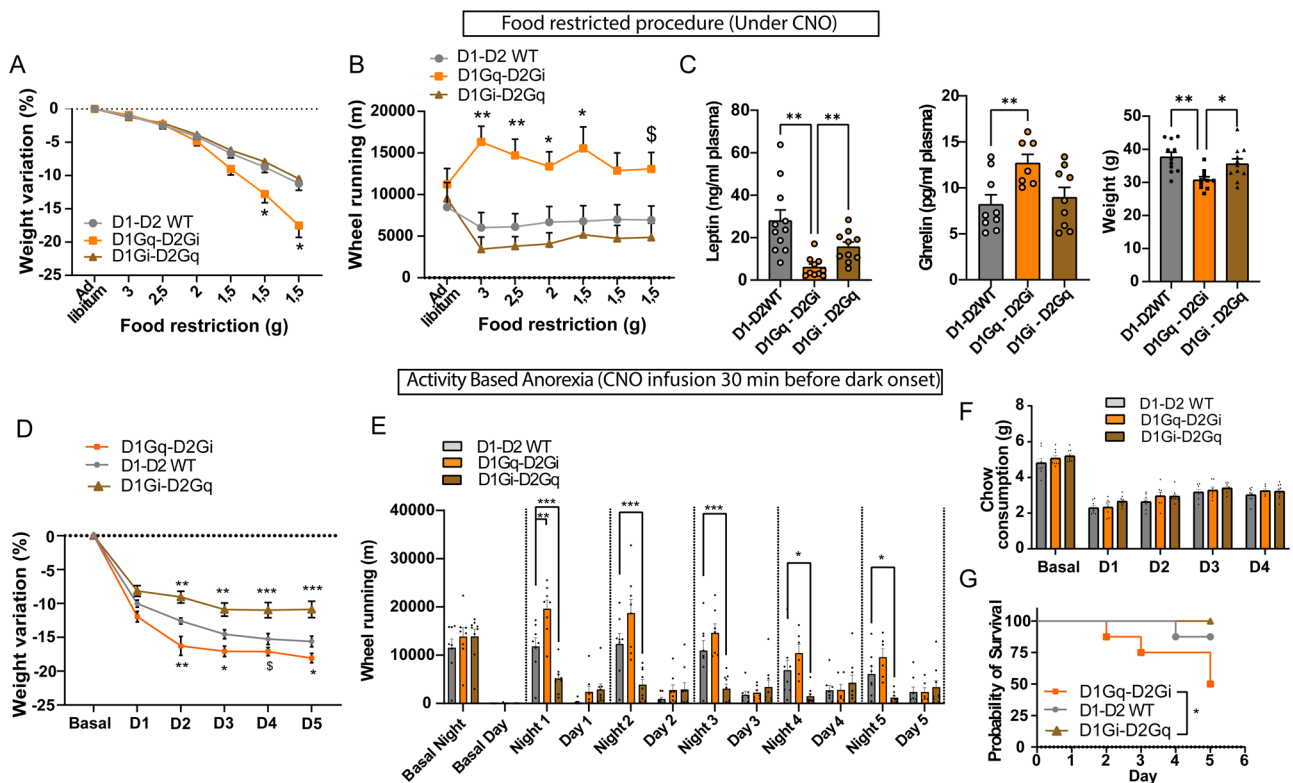 Food restricted procedure (Under CNO)
A
D1-D2 WT
D1Gq-D2Gi
D1Gi-D2Gq
Weight variation (%)
0
-5
-10
-15
-20
-25
*
*
Ad libitum
3
2,5
2
1,5
1,5
1,5
Food restriction (g)
B
D1-D2 WT
D1Gq-D2Gi
D1Gi-D2Gq
Wheel running (m)
20000
15000
10000
5000
0
**
**
*
*
$
Ad libitum
3
2,5
2
1,5
1,5
1,5
Food restriction (g)
C
Leptin (ng/ml plasma)
80
60
40
20
0
**
**
D1-D2WT
D1Gq - D2Gi
D1Gi - D2Gq
Ghrelin (pg/ml plasma)
20
15
10
5
0
**
D1-D2WT
D1Gq - D2Gi
D1Gi - D2Gq
Weight (g)
50
40
30
20
10
0
**
*
D1-D2WT
D1Gq - D2Gi
D1Gi - D2Gq
Activity Based Anorexia (CNO infusion 30 min before dark onset)
D
D1Gq-D2Gi
D1-D2 WT
D1Gi-D2Gq
Weight variation (%)
0
-5
-10
-15
-20
-25
**
**
***
***
**
*
$
*
Basal
D1
D2
D3
D4
D5
E
D1-D2 WT
D1Gq-D2Gi
D1Gi-D2Gq
Wheel running (m)
40000
30000
20000
10000
0
***
**
***
***
*
*
Basal Night
Basal Day
Night 1
Day 1
Night 2
Day 2
Night 3
Day 3
Night 4
Day 4
Night 5
Day 5
F
D1-D2 WT
D1Gq-D2Gi
D1Gi-D2Gq
Chow
consumption (g)
8
6
4
2
0
Basal
D1
D2
D3
D4
G
Probability of Survival
100
75
50
25
0
D1Gq-D2Gi
D1-D2 WT
D1Gi-D2Gq
*
0
1
2
3
4
5
6
Day